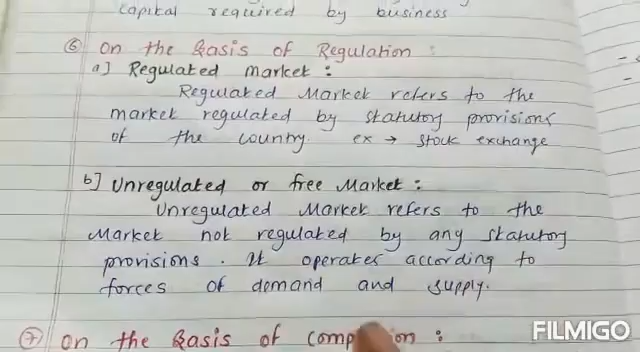 capital required by business
⑥ On the Basis of Regulation :
a] Regulated market :
Regulated Market refers to the
market regulated by statutory provisions
of the country. ex → stock exchange
b] Unregulated or free Market :
Unregulated Market refers to the
Market not regulated by any statutory
provisions. It operates according to
forces of demand and supply.
⑦ On the Basis of
FILMIGO